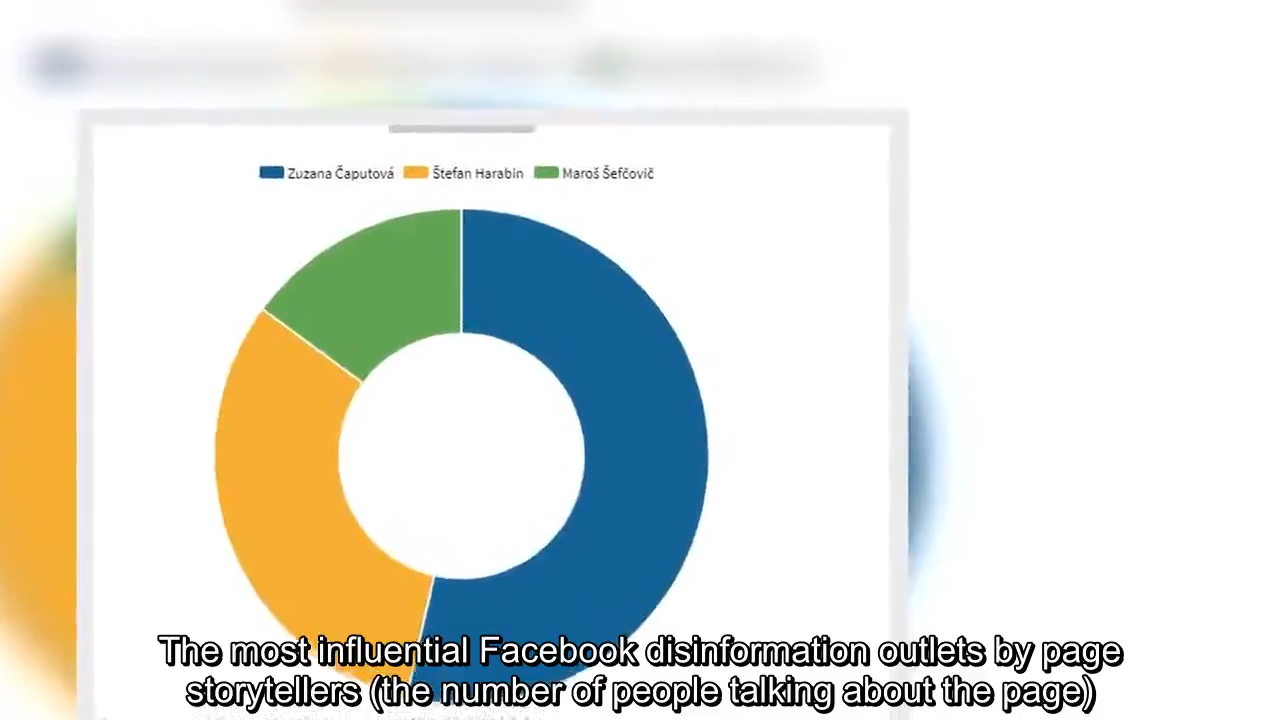 Zuzana Čaputová Štefan Harabin Maroš Šefčovič
The most influential Facebook disinformation outlets by page
storytellers (the number of people talking about the page)